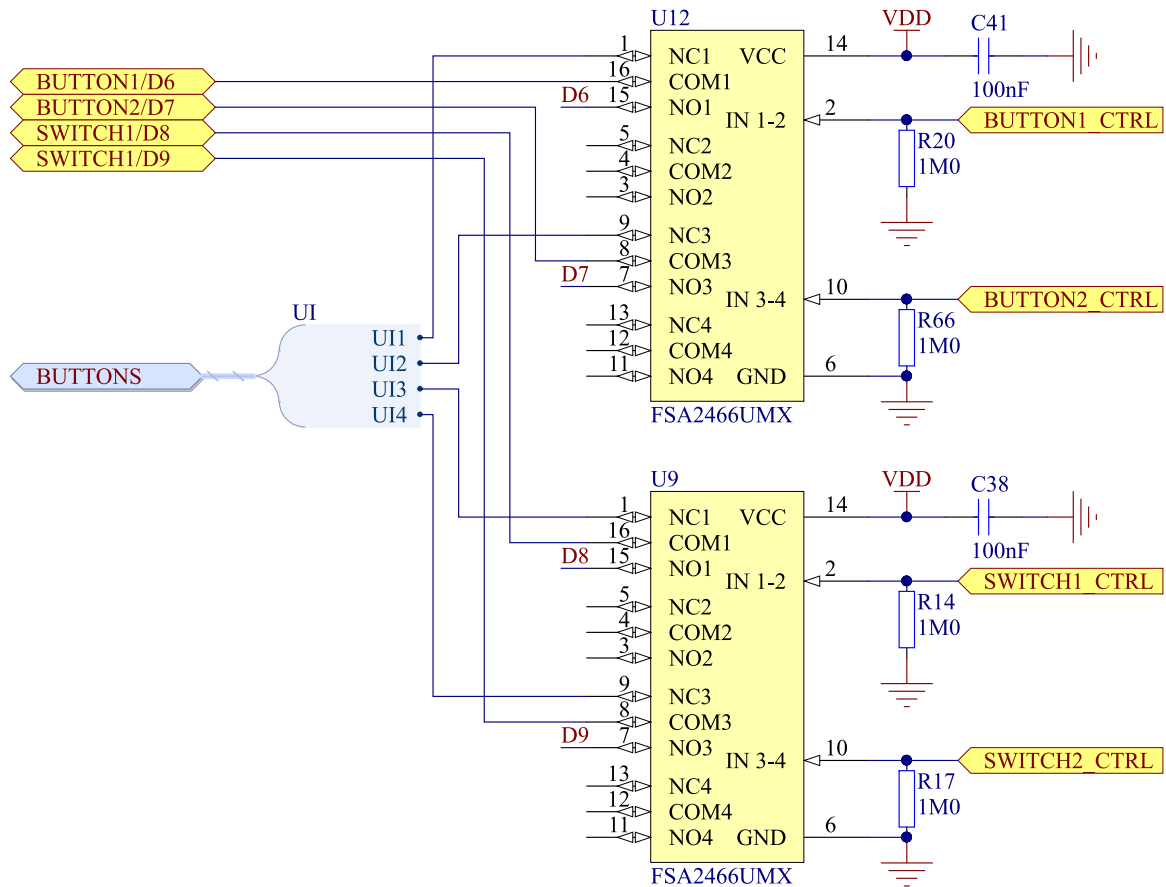 BUTTON1/D6
BUTTON2/D7
SWITCH1/D8
SWITCH1/D9
BUTTONS
UI
UI1
UI2
UI3
UI4
U12
1 NC1 VCC 14
16 COM1
D6 15 NO1
IN 1-2 2
5 NC2
4 COM2
3 NO2
9 NC3
8 COM3
D7 7 NO3
IN 3-4 10
13 NC4
12 COM4
11 NO4 GND 6
FSA2466UMX
VDD
C41
100nF
BUTTON1_CTRL
R20
1M0
BUTTON2_CTRL
R66
1M0
U9
1 NC1 VCC 14
16 COM1
D8 15 NO1
IN 1-2 2
5 NC2
4 COM2
3 NO2
9 NC3
8 COM3
D9 7 NO3
IN 3-4 10
13 NC4
12 COM4
11 NO4 GND 6
FSA2466UMX
VDD
C38
100nF
SWITCH1_CTRL
R14
1M0
SWITCH2_CTRL
R17
1M0